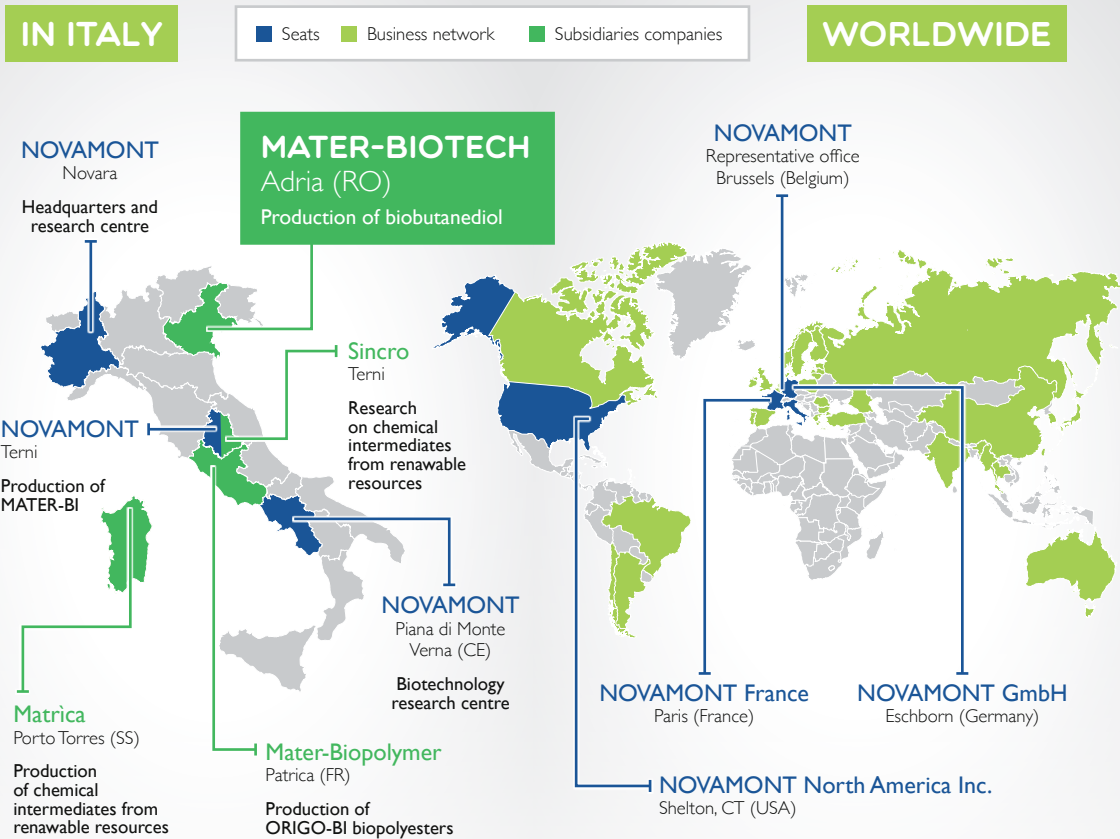 IN ITALY
Seats
Business network
Subsidiaries companies
WORLDWIDE
NOVAMONT
Novara
Headquarters and
research centre
MATER-BIOTECH
Adria (RO)
Production of biobutanediol
NOVAMONT
Representative office
Brussels (Belgium)
Sincro
Terni
Research
on chemical
intermediates
from renawable
resources
NOVAMONT
Terni
Production of
MATER-BI
NOVAMONT
Piana di Monte
Verna (CE)
Biotechnology
research centre
Matrìca
Porto Torres (SS)
Production
of chemical
intermediates from
renawable resources
Mater-Biopolymer
Patrica (FR)
Production of
ORIGO-BI biopolyesters
NOVAMONT France
Paris (France)
NOVAMONT GmbH
Eschborn (Germany)
NOVAMONT North America Inc.
Shelton, CT (USA)